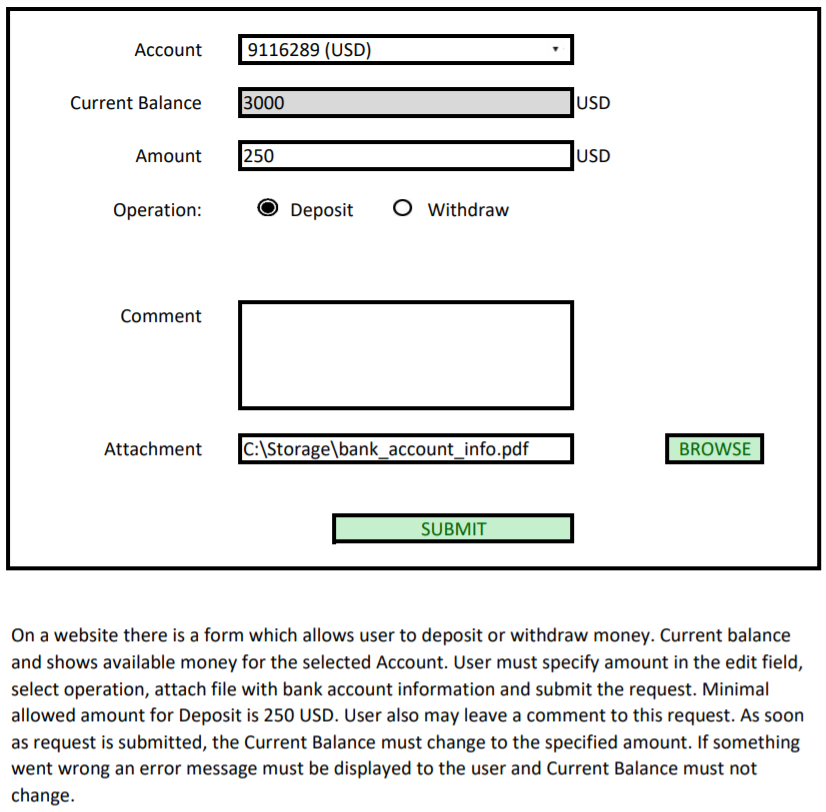 Account 9116289 (USD)
Current Balance 3000 USD
Amount 250 USD
Operation: Deposit Withdraw
Comment
Attachment C:\Storage\bank_account_info.pdf BROWSE
SUBMIT
On a website there is a form which allows user to deposit or withdraw money. Current balance
and shows available money for the selected Account. User must specify amount in the edit field,
select operation, attach file with bank account information and submit the request. Minimal
allowed amount for Deposit is 250 USD. User also may leave a comment to this request. As soon
as request is submitted, the Current Balance must change to the specified amount. If something
went wrong an error message must be displayed to the user and Current Balance must not
change.